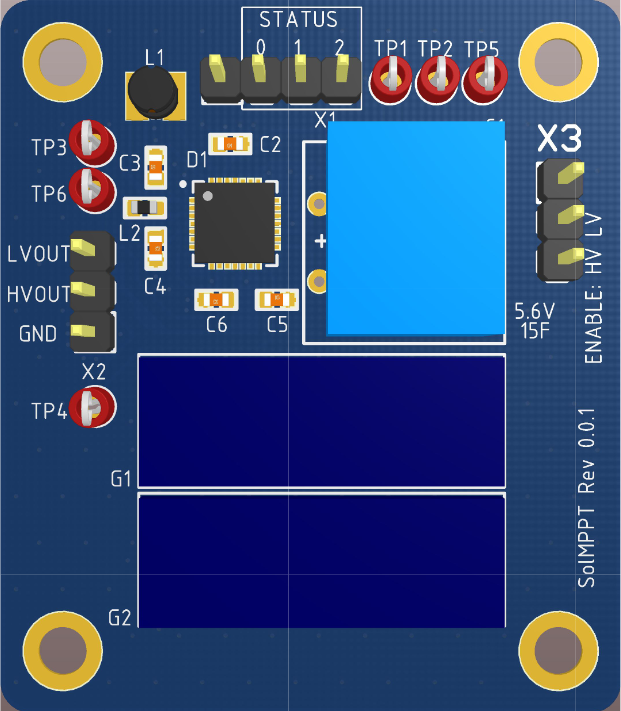 STATUS
0 1 2
L1
TP1 TP2 TP5
X1
X3
TP3
C3
D1
C2
TP6
L2
LVOUT
C4
HVOUT
C6
C5
GND
5.6V
15F
ENABLE: HV LV
X2
TP4
G1
SolMPPT Rev 0.0.1
G2